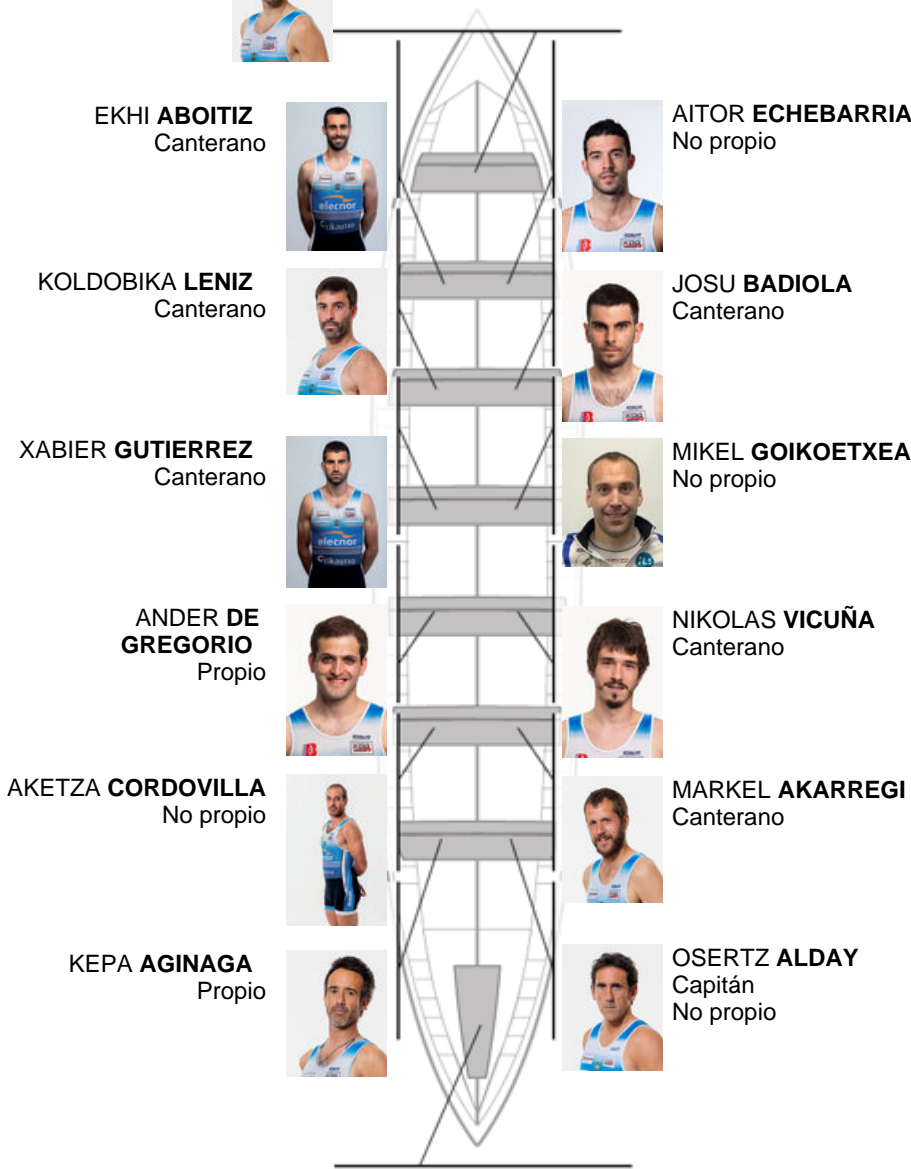 EKHI ABOITIZ
Canterano
AITOR ECHEBARRIA
No propio
KOLDOBIKA LENIZ
Canterano
JOSU BADIOLA
Canterano
XABIER GUTIERREZ
Canterano
MIKEL GOIKOETXEA
No propio
ANDER DE
GREGORIO
Propio
NIKOLAS VICUÑA
Canterano
AKETZA CORDOVILLA
No propio
MARKEL AKARREGI
Canterano
KEPA AGINAGA
Propio
OSERTZ ALDAY
Capitán
No propio
elecnor
elecnor